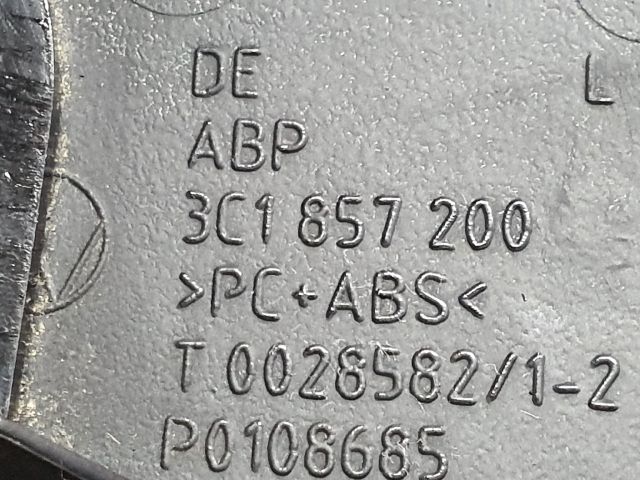 DE
L
ABP
3C1 857 200
>PC+ABS<
T 0028582/1-2
P0108685